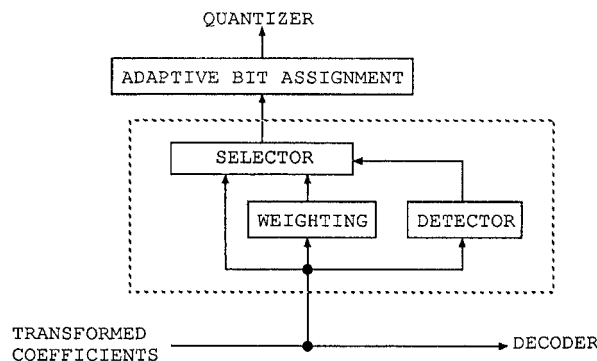 QUANTIZER
ADAPTIVE BIT ASSIGNMENT
SELECTOR
WEIGHTING
DETECTOR
TRANSFORMED
COEFFICIENTS
DECODER